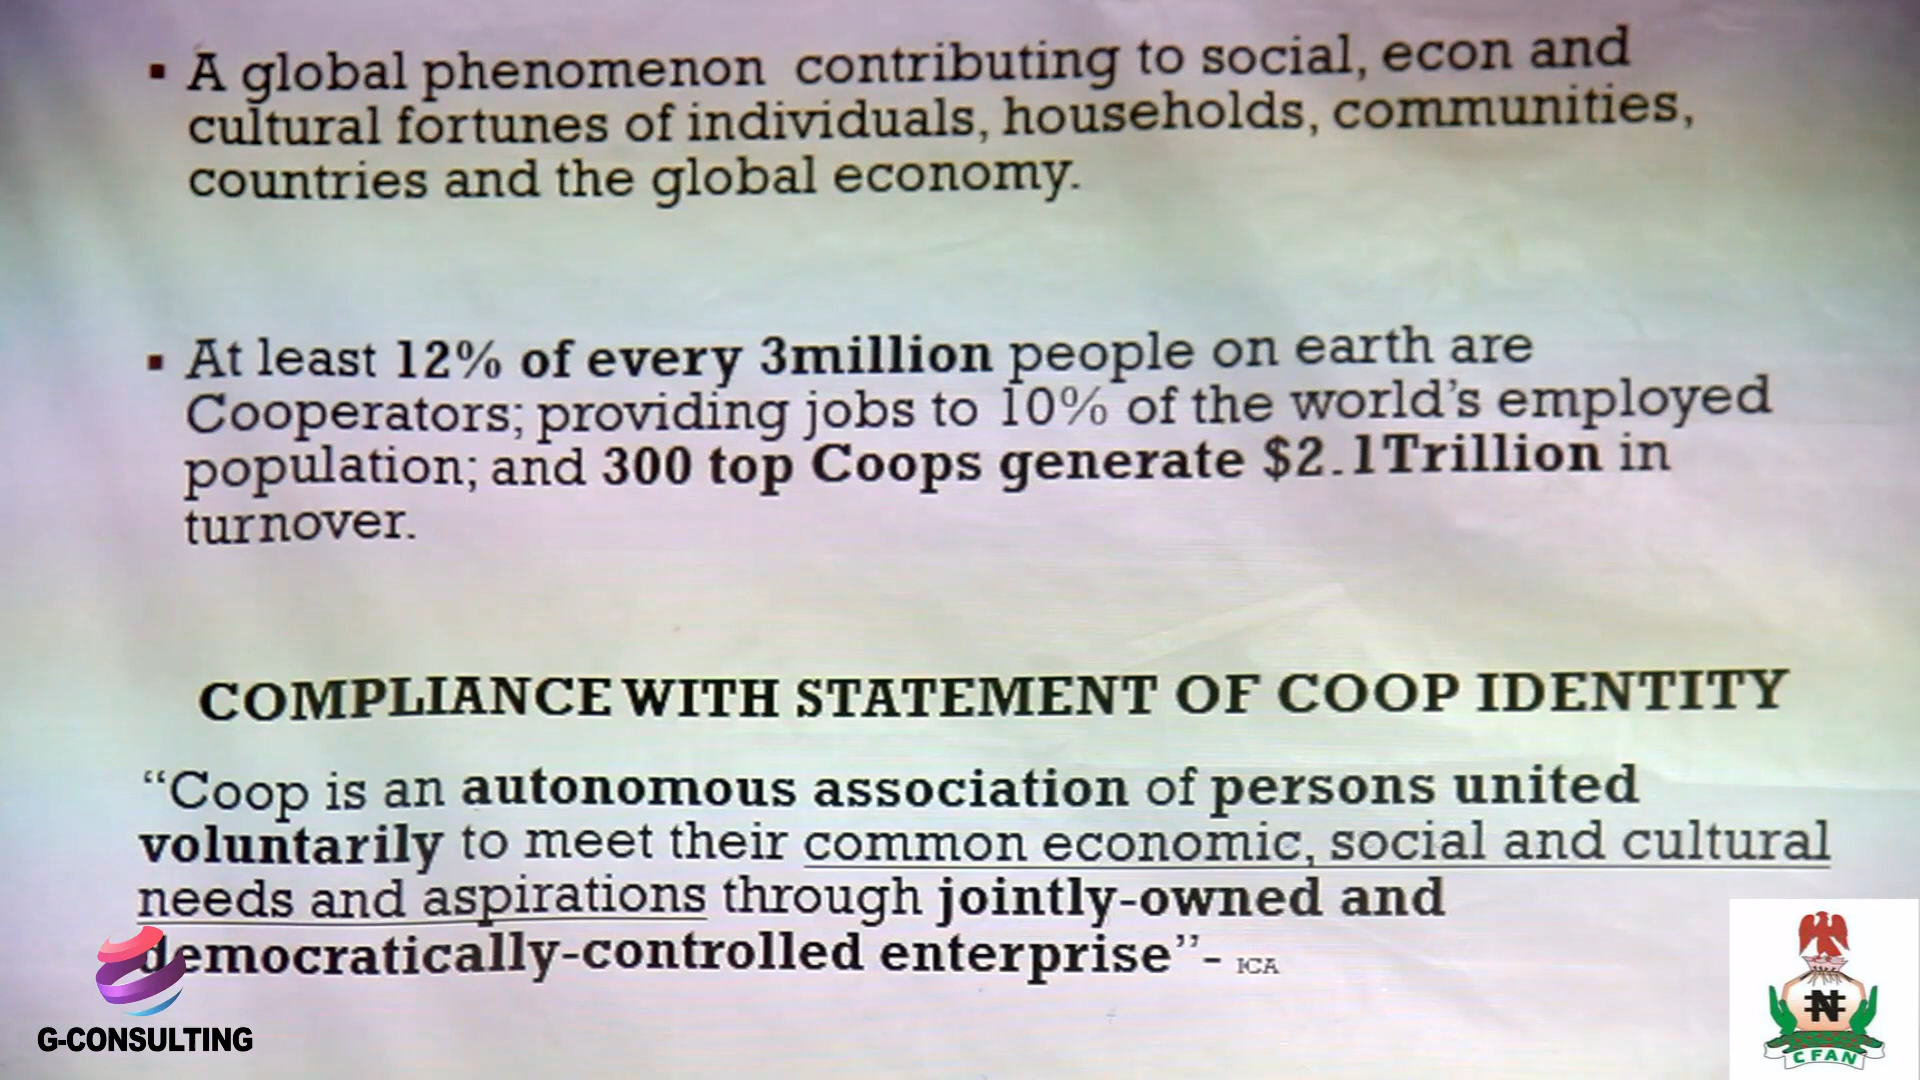 ▪ A global phenomenon contributing to social, econ and
cultural fortunes of individuals, households, communities,
countries and the global economy.
▪ At least 12% of every 3million people on earth are
Cooperators; providing jobs to 10% of the world's employed
population; and 300 top Coops generate $2.1Trillion in
turnover.
COMPLIANCE WITH STATEMENT OF COOP IDENTITY
“Coop is an autonomous association of persons united
voluntarily to meet their common economic, social and cultural
needs and aspirations through jointly-owned and
democratically-controlled enterprise”- ICA
G-CONSULTING
₦
CFAN